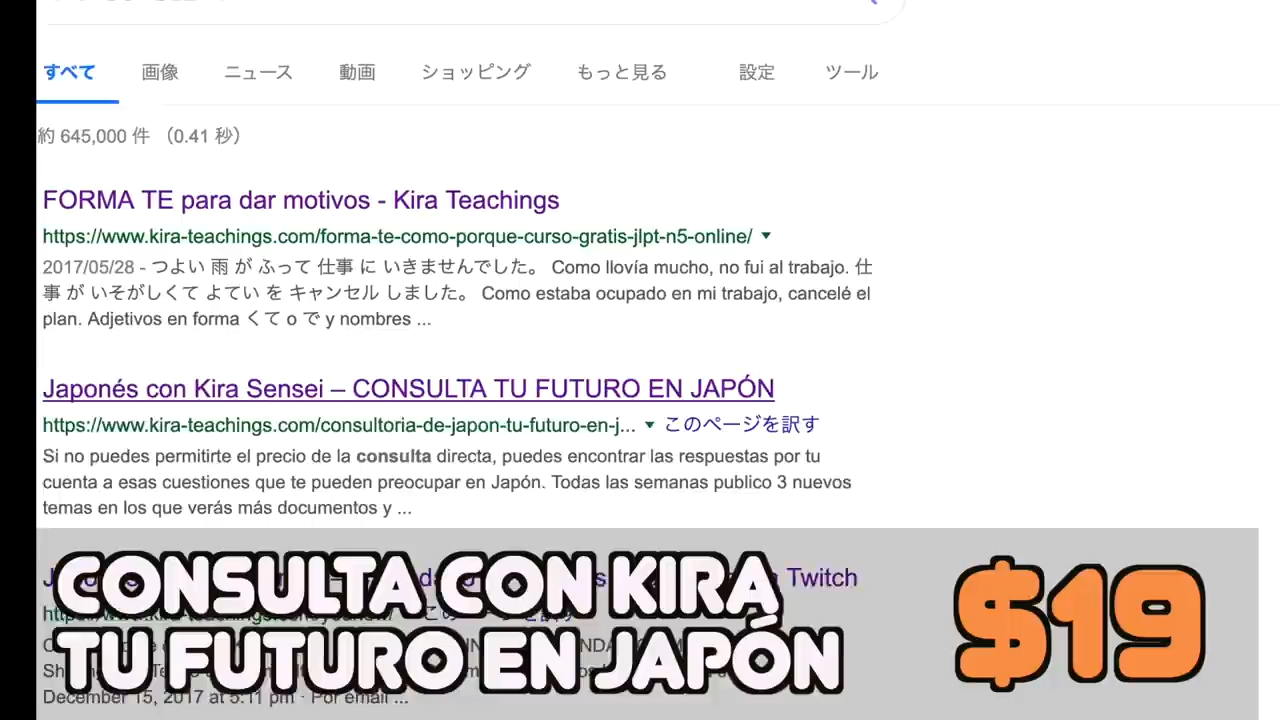 すべて 画像 ニュース 動画 ショッピング もっと見る 設定 ツール
約 645,000 件 (0.41 秒)
FORMA TE para dar motivos - Kira Teachings
https://www.kira-teachings.com/forma-te-como-porque-curso-gratis-jlpt-n5-online/
2017/05/28 - つよい 雨 が ふって 仕事 に いきませんでした。 Como llovía mucho, no fui al trabajo. 仕
事 が いそがしくて よてい を キャンセル しました。 Como estaba ocupado en mi trabajo, cancelé el
plan. Adjetivos en forma くて o で y nombres ...
Japonés con Kira Sensei – CONSULTA TU FUTURO EN JAPÓN
https://www.kira-teachings.com/consultoria-de-japon-tu-futuro-en-j... このページを訳す
Si no puedes permitirte el precio de la consulta directa, puedes encontrar las respuestas por tu
cuenta a esas cuestiones que te pueden preocupar en Japón. Todas las semanas publico 3 nuevos
temas en los que verás más documentos y ...
Twitch
CONSULTA CON KIRA
TU FUTURO EN JAPÓN
$19
December 15, 2017 at 5:11 pm · Por email ...